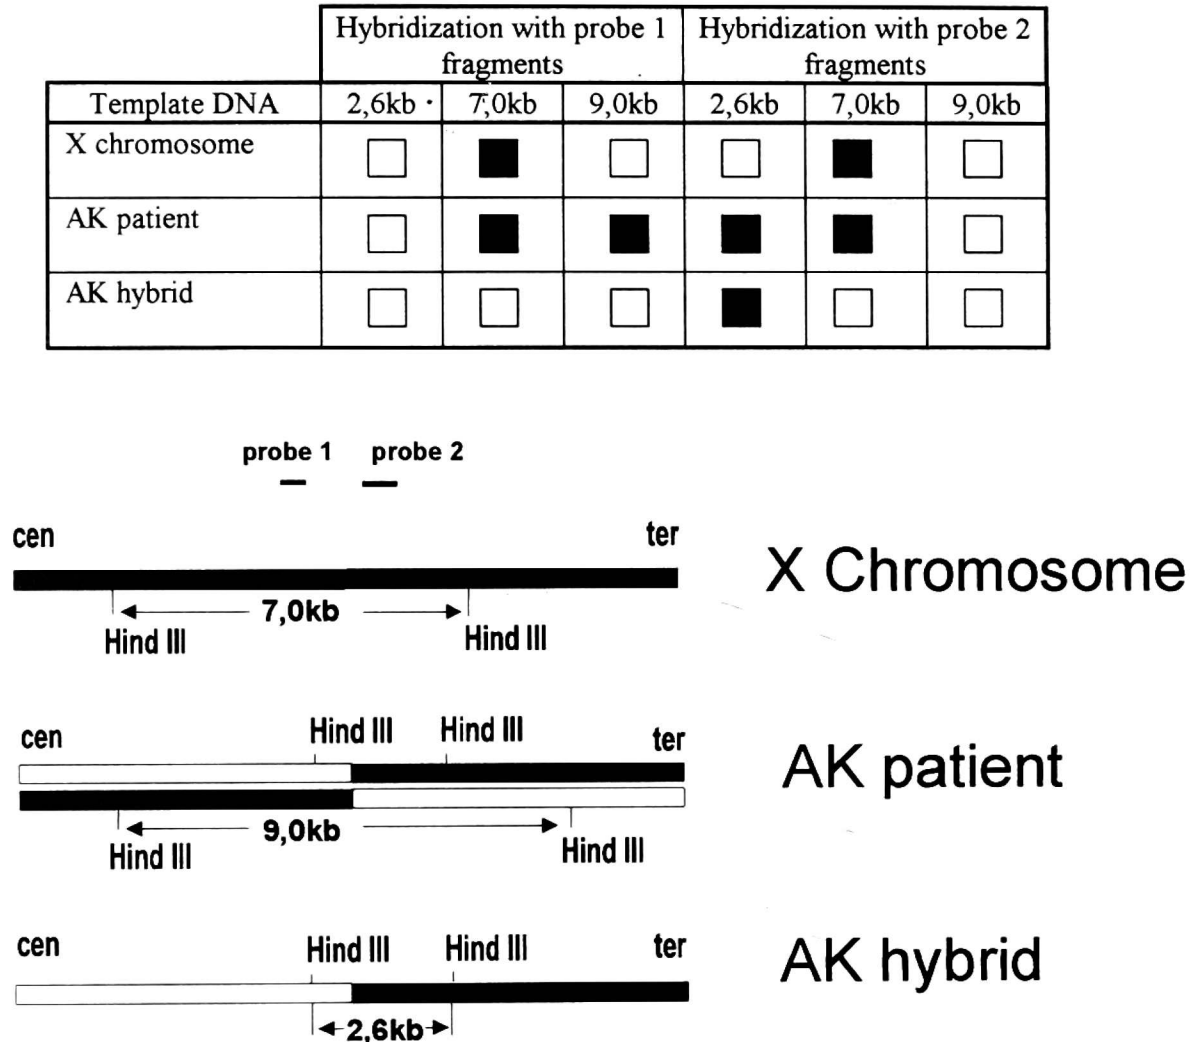 Hybridization with probe 1 fragments
Hybridization with probe 2 fragments
Template DNA 2,6kb 7,0kb 9,0kb 2,6kb 7,0kb 9,0kb
X chromosome
AK patient
AK hybrid
probe 1 probe 2
cen ter
X Chromosome
7,0kb
Hind III Hind III
Hind III Hind III
cen ter
AK patient
9,0kb
Hind III Hind III
cen Hind III Hind III ter
AK hybrid
2,6kb